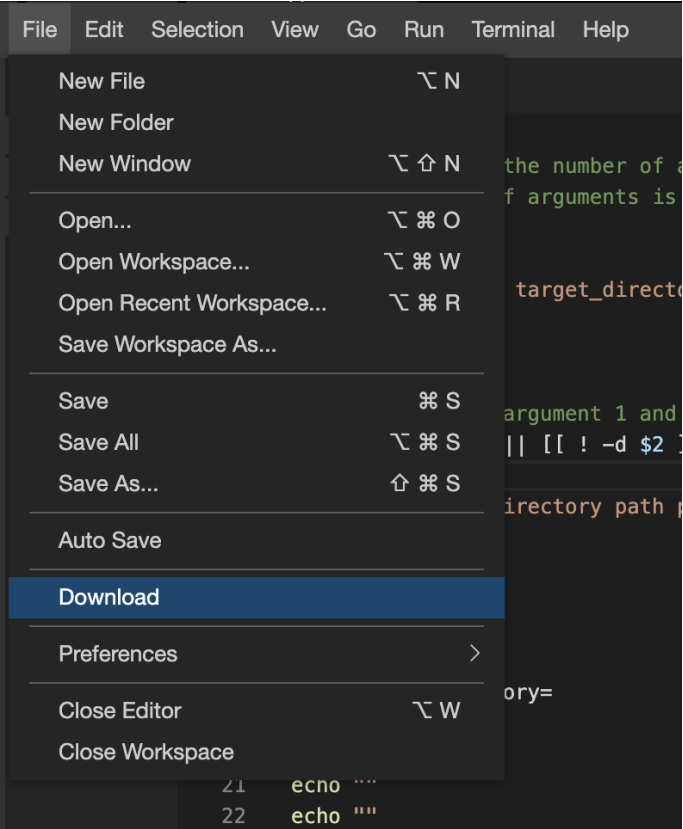 File Edit Selection View Go Run Terminal Help
New File ⌥ N
New Folder
New Window ⌥ ⇧ N
the number of
f arguments is
Open... ⌥ ⌘ O
Open Workspace... ⌥ ⌘ W
Open Recent Workspace... ⌥ ⌘ R
target_directo
Save Workspace As...
Save ⌘ S
argument 1 and
Save All ⌥ ⌘ S
|| [[ ! -d $2 ]
Save As... ⇧ ⌘ S
irectory path p
Auto Save
Download
Preferences >
ory=
Close Editor ⌥ W
Close Workspace
21 echo ""
22 echo ""